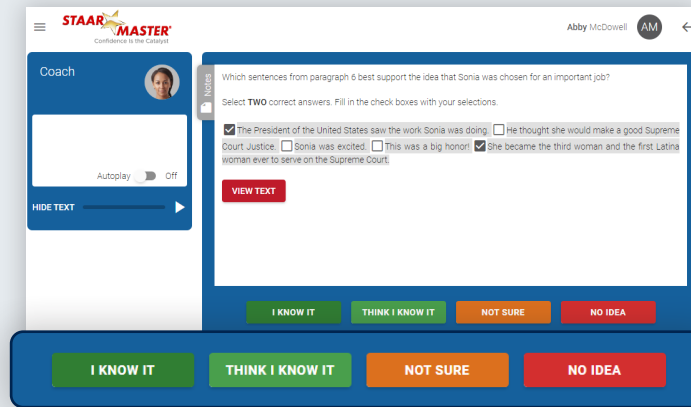 STAAR
MASTER®
Confidence is the Catalyst
Abby McDowell AM
Coach
Notes
Autoplay Off
HIDE TEXT
Which sentences from paragraph 6 best support the idea that Sonia was chosen for an important job?
Select TWO correct answers. Fill in the check boxes with your selections.
The President of the United States saw the work Sonia was doing. He thought she would make a good Supreme
Court Justice. Sonia was excited. This was a big honor! She became the third woman and the first Latina
woman ever to serve on the Supreme Court.
VIEW TEXT
I KNOW IT THINK I KNOW IT NOT SURE NO IDEA
I KNOW IT THINK I KNOW IT NOT SURE NO IDEA